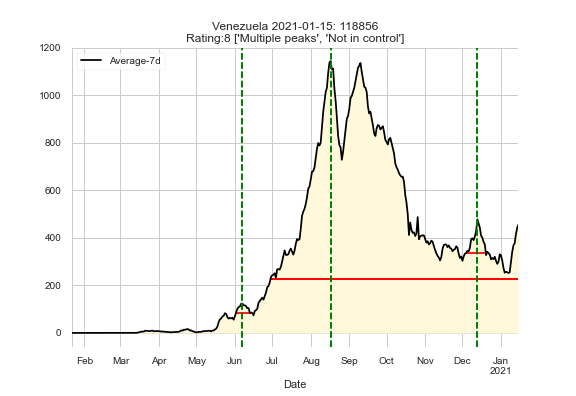 Venezuela 2021-01-15: 118856
Rating:8 ['Multiple peaks', 'Not in control']
Average-7d
1200
1000
800
600
400
200
0
Feb Mar Apr May Jun Jul Aug Sep Oct Nov Dec Jan
2021
Date